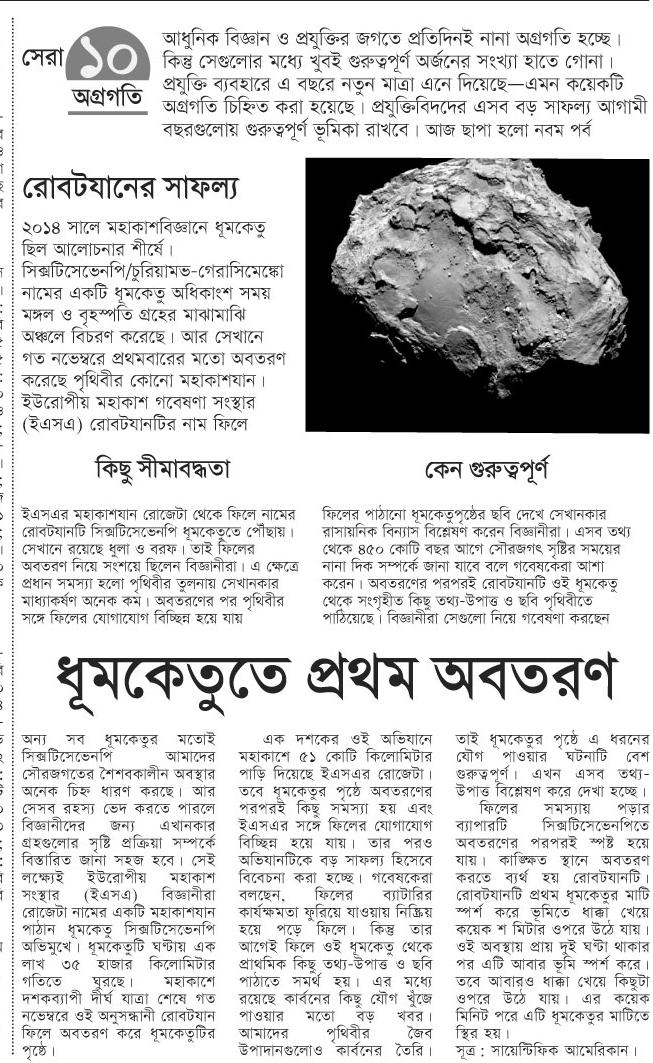 সেরা
১০
অগ্রগতি
আধুনিক বিজ্ঞান ও প্রযুক্তির জগতে প্রতিদিনই নানা অগ্রগতি হচ্ছে।
কিন্তু সেগুলোর মধ্যে খুবই গুরুত্বপূর্ণ অর্জনের সংখ্যা হাতে গোনা।
প্রযুক্তি ব্যবহারে এ বছরে নতুন মাত্রা এনে দিয়েছে—এমন কয়েকটি
অগ্রগতি চিহ্নিত করা হয়েছে। প্রযুক্তিবিদদের এসব বড় সাফল্য আগামী
বছরগুলোয় গুরুত্বপূর্ণ ভূমিকা রাখবে। আজ ছাপা হলো নবম পর্ব
রোবটযানের সাফল্য
২০১৪ সালে মহাকাশবিজ্ঞানে ধূমকেতু
ছিল আলোচনার শীর্ষে।
সিক্সটিসেভেনপি/চুরিয়ামভ-গেরাসিমেঙ্কো
নামের একটি ধূমকেতু অধিকাংশ সময়
মঙ্গল ও বৃহস্পতি গ্রহের মাঝামাঝি
অঞ্চলে বিচরণ করেছে। আর সেখানে
গত নভেম্বরে প্রথমবারের মতো অবতরণ
করেছে পৃথিবীর কোনো মহাকাশযান।
ইউরোপীয় মহাকাশ গবেষণা সংস্থার
(ইএসএ) রোবটযানটির নাম ফিলে
কিছু সীমাবদ্ধতা
ইএসএর মহাকাশযান রোজেটা থেকে ফিলে নামের
রোবটযানটি সিক্সটিসেভেনপি ধূমকেতুতে পৌঁছায়।
সেখানে রয়েছে ধুলা ও বরফ। তাই ফিলের
অবতরণ নিয়ে সংশয়ে ছিলেন বিজ্ঞানীরা। এ ক্ষেত্রে
প্রধান সমস্যা হলো পৃথিবীর তুলনায় সেখানকার
মাধ্যাকর্ষণ অনেক কম। অবতরণের পর পৃথিবীর
সঙ্গে ফিলের যোগাযোগ বিচ্ছিন্ন হয়ে যায়
কেন গুরুত্বপূর্ণ
ফিলের পাঠানো ধূমকেতুপৃষ্ঠের ছবি দেখে সেখানকার
রাসায়নিক বিন্যাস বিশ্লেষণ করেন বিজ্ঞানীরা। এসব তথ্য
থেকে ৪৫০ কোটি বছর আগে সৌরজগৎ সৃষ্টির সময়ের
নানা দিক সম্পর্কে জানা যাবে বলে গবেষকেরা আশা
করেন। অবতরণের পরপরই রোবটযানটি ওই ধূমকেতু
থেকে সংগৃহীত কিছু তথ্য-উপাত্ত ও ছবি পৃথিবীতে
পাঠিয়েছে। বিজ্ঞানীরা সেগুলো নিয়ে গবেষণা করছেন
ধূমকেতুতে প্রথম অবতরণ
অন্য সব ধূমকেতুর মতোই
সিক্সটিসেভেনপি আমাদের
সৌরজগতের শৈশবকালীন অবস্থার
অনেক চিহ্ন ধারণ করছে। আর
সেসব রহস্য ভেদ করতে পারলে
বিজ্ঞানীদের জন্য এখানকার
গ্রহগুলোর সৃষ্টি প্রক্রিয়া সম্পর্কে
বিস্তারিত জানা সহজ হবে। সেই
লক্ষ্যেই ইউরোপীয় মহাকাশ
সংস্থার (ইএসএ) বিজ্ঞানীরা
রোজেটা নামের একটি মহাকাশযান
পাঠান ধূমকেতু সিক্সটিসেভেনপি
অভিমুখে। ধূমকেতুটি ঘণ্টায় এক
লাখ ৩৫ হাজার কিলোমিটার
গতিতে ঘুরছে। মহাকাশে
দশকব্যাপী দীর্ঘ যাত্রা শেষে গত
নভেম্বরে ওই অনুসন্ধানী রোবটযান
ফিলে অবতরণ করে ধূমকেতুটির
পৃষ্ঠে।
এক দশকের ওই অভিযানে
মহাকাশে ৫১ কোটি কিলোমিটার
পাড়ি দিয়েছে ইএসএর রোজেটা।
তবে ধূমকেতুর পৃষ্ঠে অবতরণের
পরপরই কিছু সমস্যা হয় এবং
ইএসএর সঙ্গে ফিলের যোগাযোগ
বিচ্ছিন্ন হয়ে যায়। তার পরও
অভিযানটিকে বড় সাফল্য হিসেবে
বিবেচনা করা হচ্ছে। গবেষকেরা
বলছেন, ফিলের ব্যাটারির
কার্যক্ষমতা ফুরিয়ে যাওয়ায় নিষ্ক্রিয়
হয়ে পড়ে ফিলে। কিন্তু তার
আগেই ফিলে ওই ধূমকেতু থেকে
প্রাথমিক কিছু তথ্য-উপাত্ত ও ছবি
পাঠাতে সমর্থ হয়। এর মধ্যে
রয়েছে কার্বনের কিছু যৌগ খুঁজে
পাওয়ার মতো বড় খবর।
আমাদের পৃথিবীর জৈব
উপাদানগুলোও কার্বনের তৈরি।
তাই ধূমকেতুর পৃষ্ঠে এ ধরনের
যৌগ পাওয়ার ঘটনাটি বেশ
গুরুত্বপূর্ণ। এখন এসব তথ্য-
উপাত্ত বিশ্লেষণ করে দেখা হচ্ছে।
ফিলের সমস্যায় পড়ার
ব্যাপারটি সিক্সটিসেভেনপিতে
অবতরণের পরপরই স্পষ্ট হয়ে
যায়। কাঙ্ক্ষিত স্থানে অবতরণ
করতে ব্যর্থ হয় রোবটযানটি।
রোবটযানটি প্রথম ধূমকেতুর মাটি
স্পর্শ করে ভূমিতে ধাক্কা খেয়ে
কয়েক শ মিটার ওপরে উঠে যায়।
ওই অবস্থায় প্রায় দুই ঘণ্টা থাকার
পর এটি আবার ভূমি স্পর্শ করে।
তবে আবারও ধাক্কা খেয়ে কিছুটা
ওপরে উঠে যায়। এর কয়েক
মিনিট পরে এটি ধূমকেতুর মাটিতে
স্থির হয়।
সূত্র : সায়েন্টিফিক আমেরিকান।